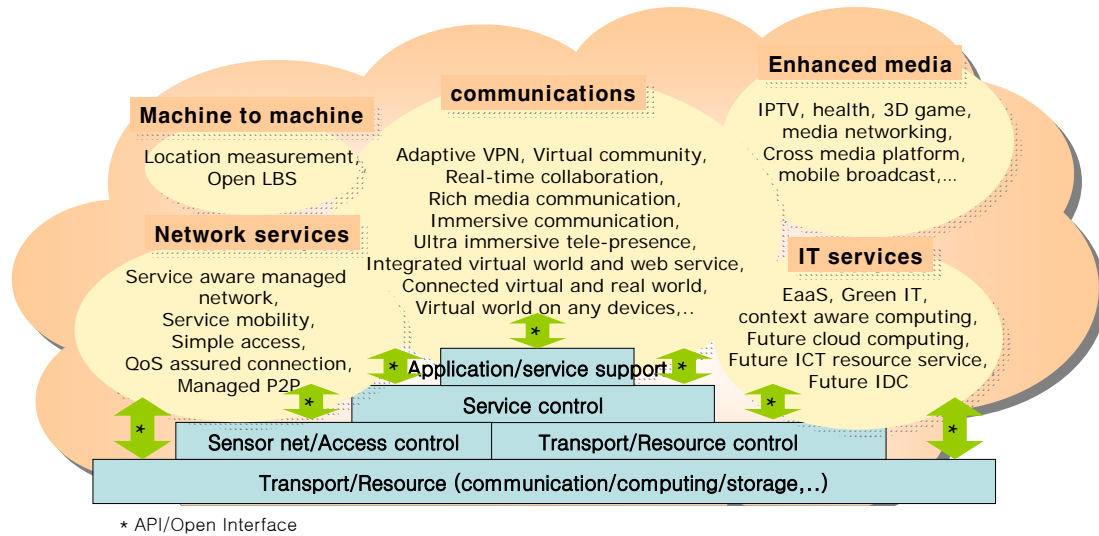 Enhanced media
IPTV, health, 3D game,
media networking,
Cross media platform,
mobile broadcast,...
communications
Adaptive VPN, Virtual community,
Real-time collaboration,
Rich media communication,
Immersive communication,
Ultra immersive tele-presence,
Integrated virtual world and web service,
Connected virtual and real world,
Virtual world on any devices,..
Machine to machine
Location measurement,
Open LBS
Network services
Service aware managed
network,
Service mobility,
Simple access,
QoS assured connection,
Managed P2P
IT services
EaaS, Green IT,
context aware computing,
Future cloud computing,
Future ICT resource service,
Future IDC
*
* Application/service support *
* Service control *
* Sensor net/Access control Transport/Resource control *
Transport/Resource (communication/computing/storage,..)
* API/Open Interface